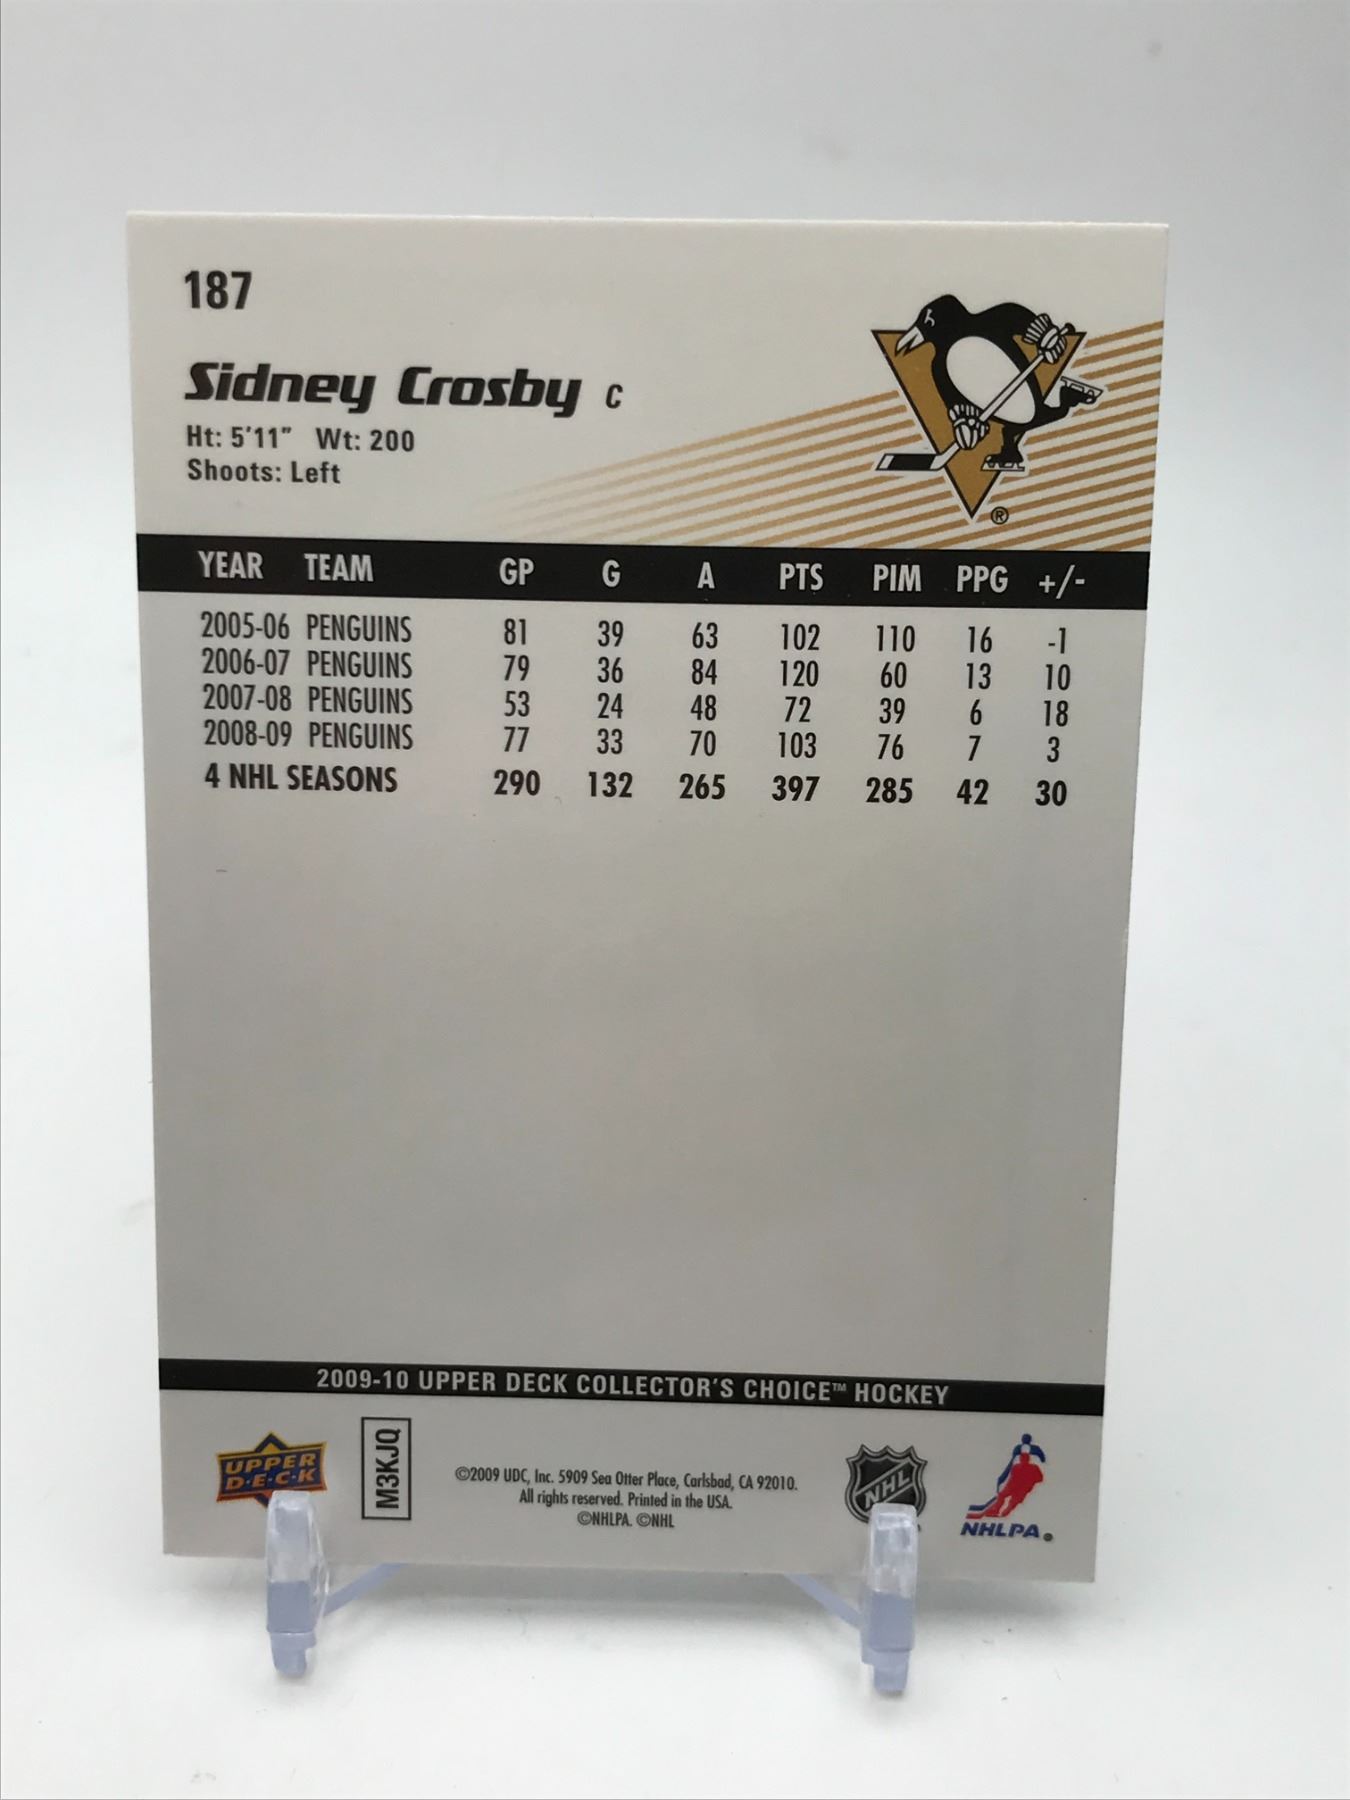 187
Sidney Crosby C
Ht: 5'11" Wt: 200
Shoots: Left
®
YEAR TEAM GP G A PTS PIM PPG +/-
2005-06 PENGUINS 81 39 63 102 110 16 -1
2006-07 PENGUINS 79 36 84 120 60 13 10
2007-08 PENGUINS 53 24 48 72 39 6 18
2008-09 PENGUINS 77 33 70 103 76 7 3
4 NHL SEASONS 290 132 265 397 285 42 30
2009-10 UPPER DECK COLLECTOR'S CHOICE™ HOCKEY
UPPER
D·E·C·K
M3KJQ
©2009 UDC, Inc. 5909 Sea Otter Place, Carlsbad, CA 92010.
All rights reserved. Printed in the USA.
©NHLPA. ©NHL
NHL
NHLPA®